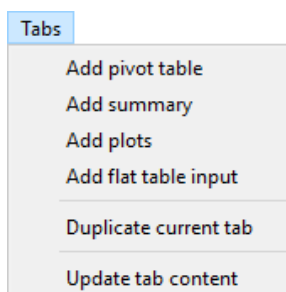 Tabs
Add pivot table
Add summary
Add plots
Add flat table input
Duplicate current tab
Update tab content